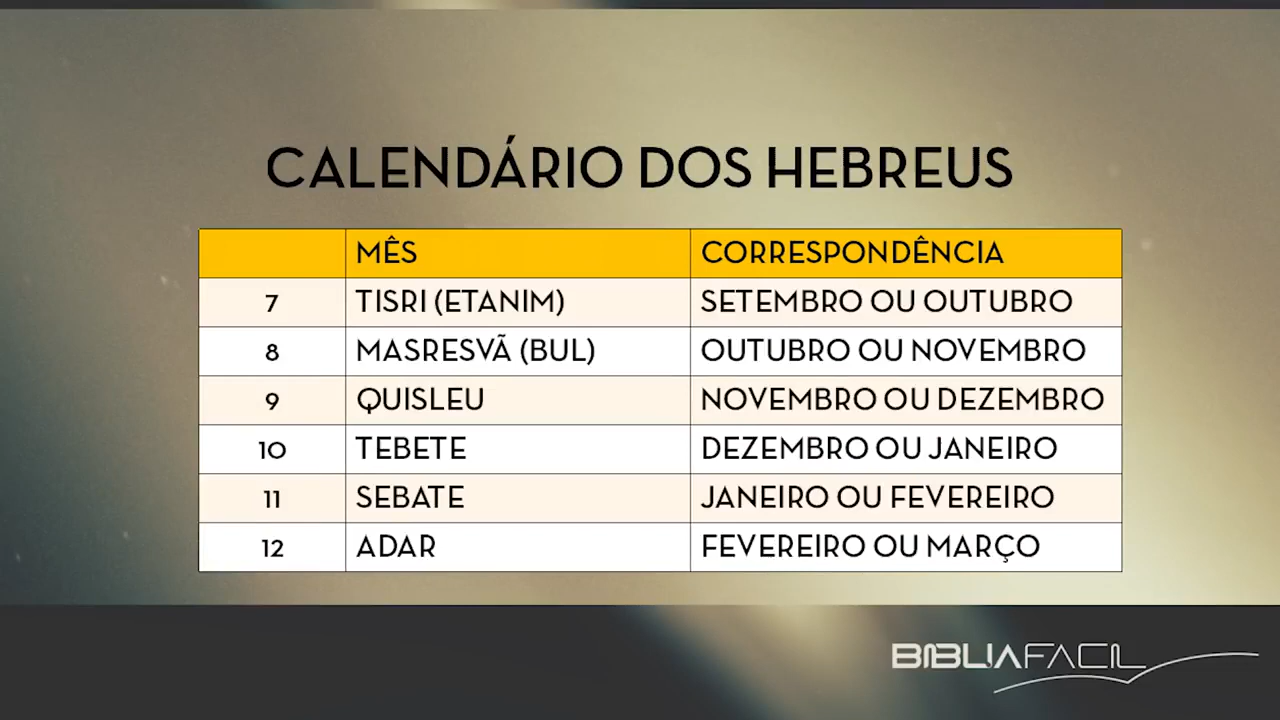 CALENDÁRIO DOS HEBREUS
MÊS CORRESPONDÊNCIA
7 TISRI (ETANIM) SETEMBRO OU OUTUBRO
8 MASRESVÃ (BUL) OUTUBRO OU NOVEMBRO
9 QUISLEU NOVEMBRO OU DEZEMBRO
10 TEBETE DEZEMBRO OU JANEIRO
11 SEBATE JANEIRO OU FEVEREIRO
12 ADAR FEVEREIRO OU MARÇO
BIBLIAFACIL